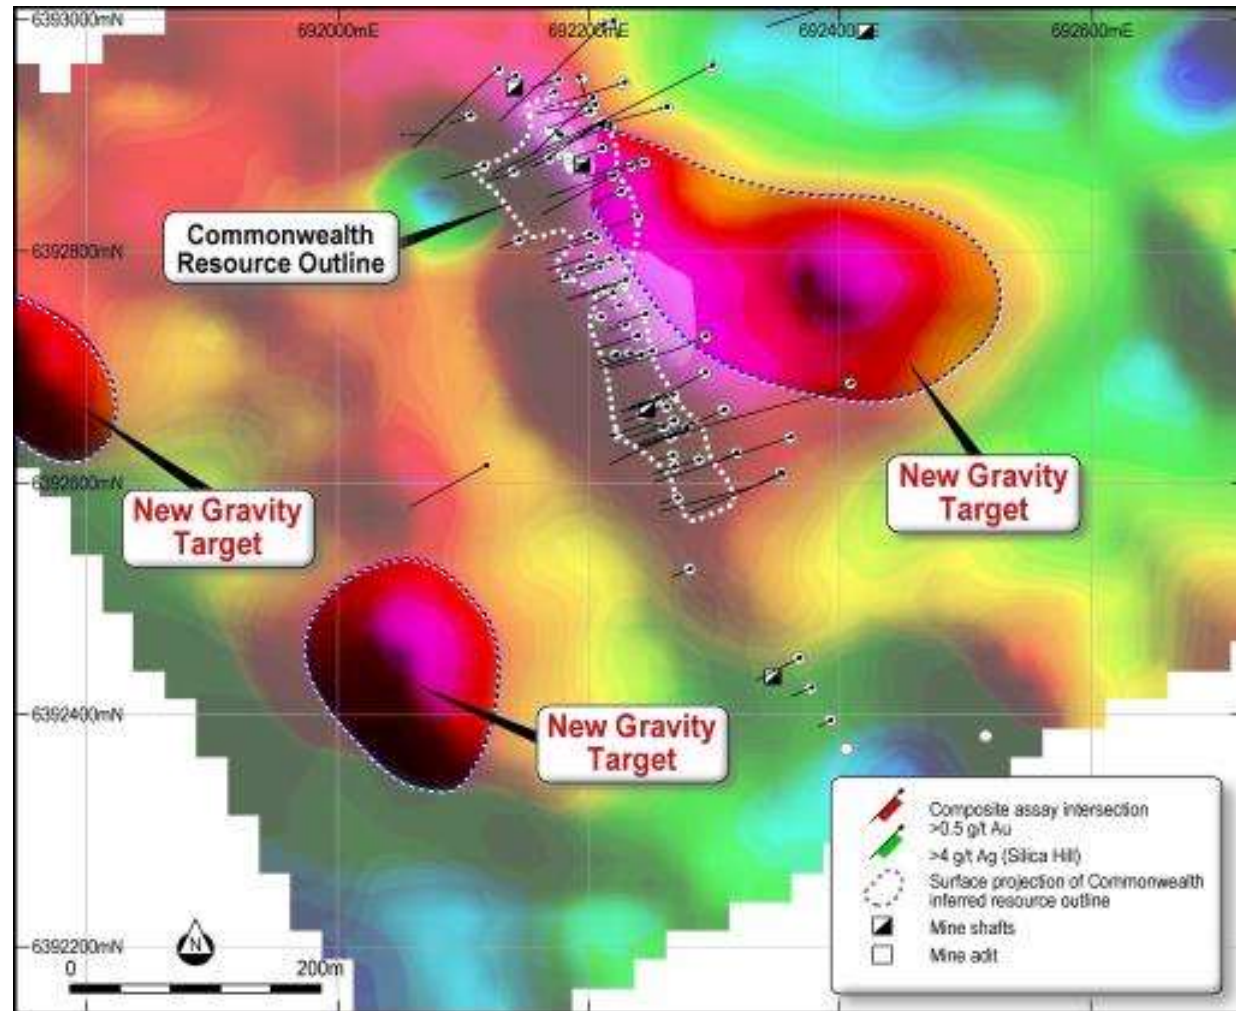 6393000mN
692000mE
692200mE
692400mE
692600mE
Commonwealth
Resource Outline
6392800mN
New Gravity
Target
New Gravity
Target
6392600mN
New Gravity
Target
6392400mN
Composite assay intersection
>0.5 g/t Au
>4 g/t Ag (Silica Hill)
Surface projection of Commonwealth
inferred resource outline
Mine shafts
Mine adit
6392200mN
N
0
200m